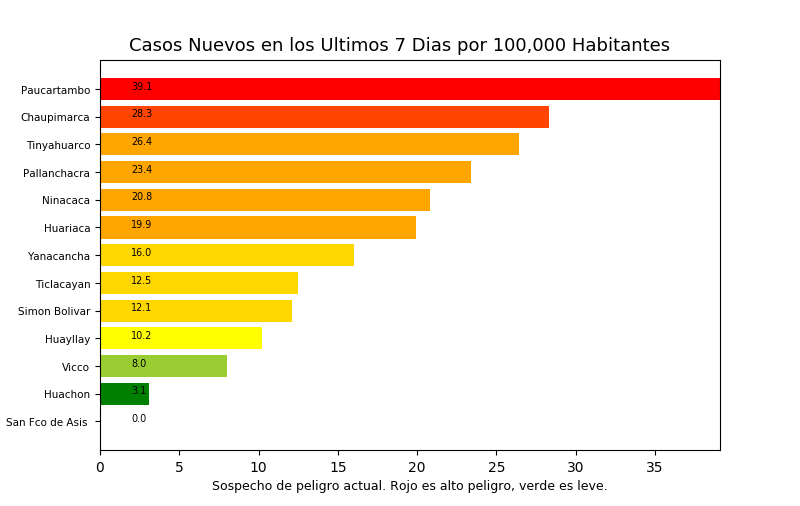 Casos Nuevos en los Ultimos 7 Dias por 100,000 Habitantes
Paucartambo 39.1
Chaupimarca 28.3
Tinyahuarco 26.4
Pallanchacra 23.4
Ninacaca 20.8
Huariaca 19.9
Yanacancha 16.0
Ticlacayan 12.5
Simon Bolivar 12.1
Huayllay 10.2
Vicco 8.0
Huachon 3.1
San Fco de Asis 0.0
0 5 10 15 20 25 30 35
Sospecho de peligro actual. Rojo es alto peligro, verde es leve.